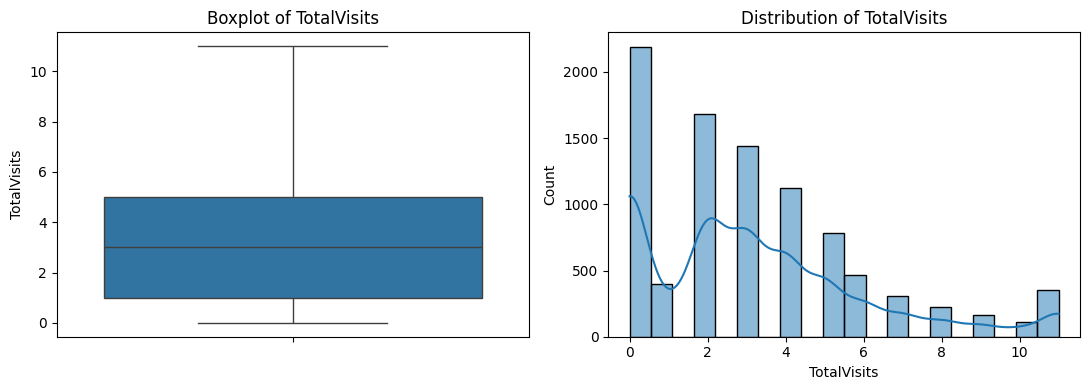 Boxplot of TotalVisits
TotalVisits
10
8
6
4
2
0
Distribution of TotalVisits
Count
2000
1500
1000
500
0
0 2 4 6 8 10
TotalVisits